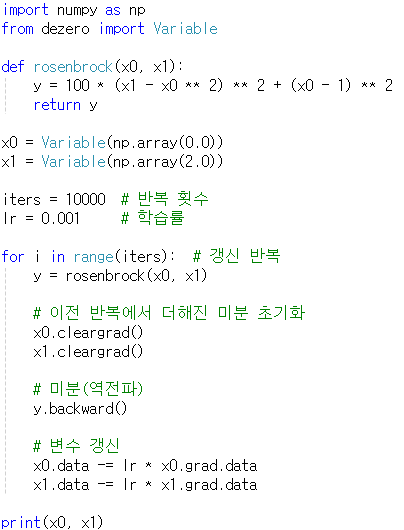 import numpy as np
from dezero import Variable
def rosenbrock(x0, x1):
    y = 100 * (x1 - x0 ** 2) ** 2 + (x0 - 1) ** 2
    return y
x0 = Variable(np.array(0.0))
x1 = Variable(np.array(2.0))
iters = 10000  # 반복 횟수
lr = 0.001     # 학습률
for i in range(iters):  # 갱신 반복
    y = rosenbrock(x0, x1)
    # 이전 반복에서 더해진 미분 초기화
    x0.cleargrad()
    x1.cleargrad()
    # 미분(역전파)
    y.backward()
    # 변수 갱신
    x0.data -= lr * x0.grad.data
    x1.data -= lr * x1.grad.data
print(x0, x1)